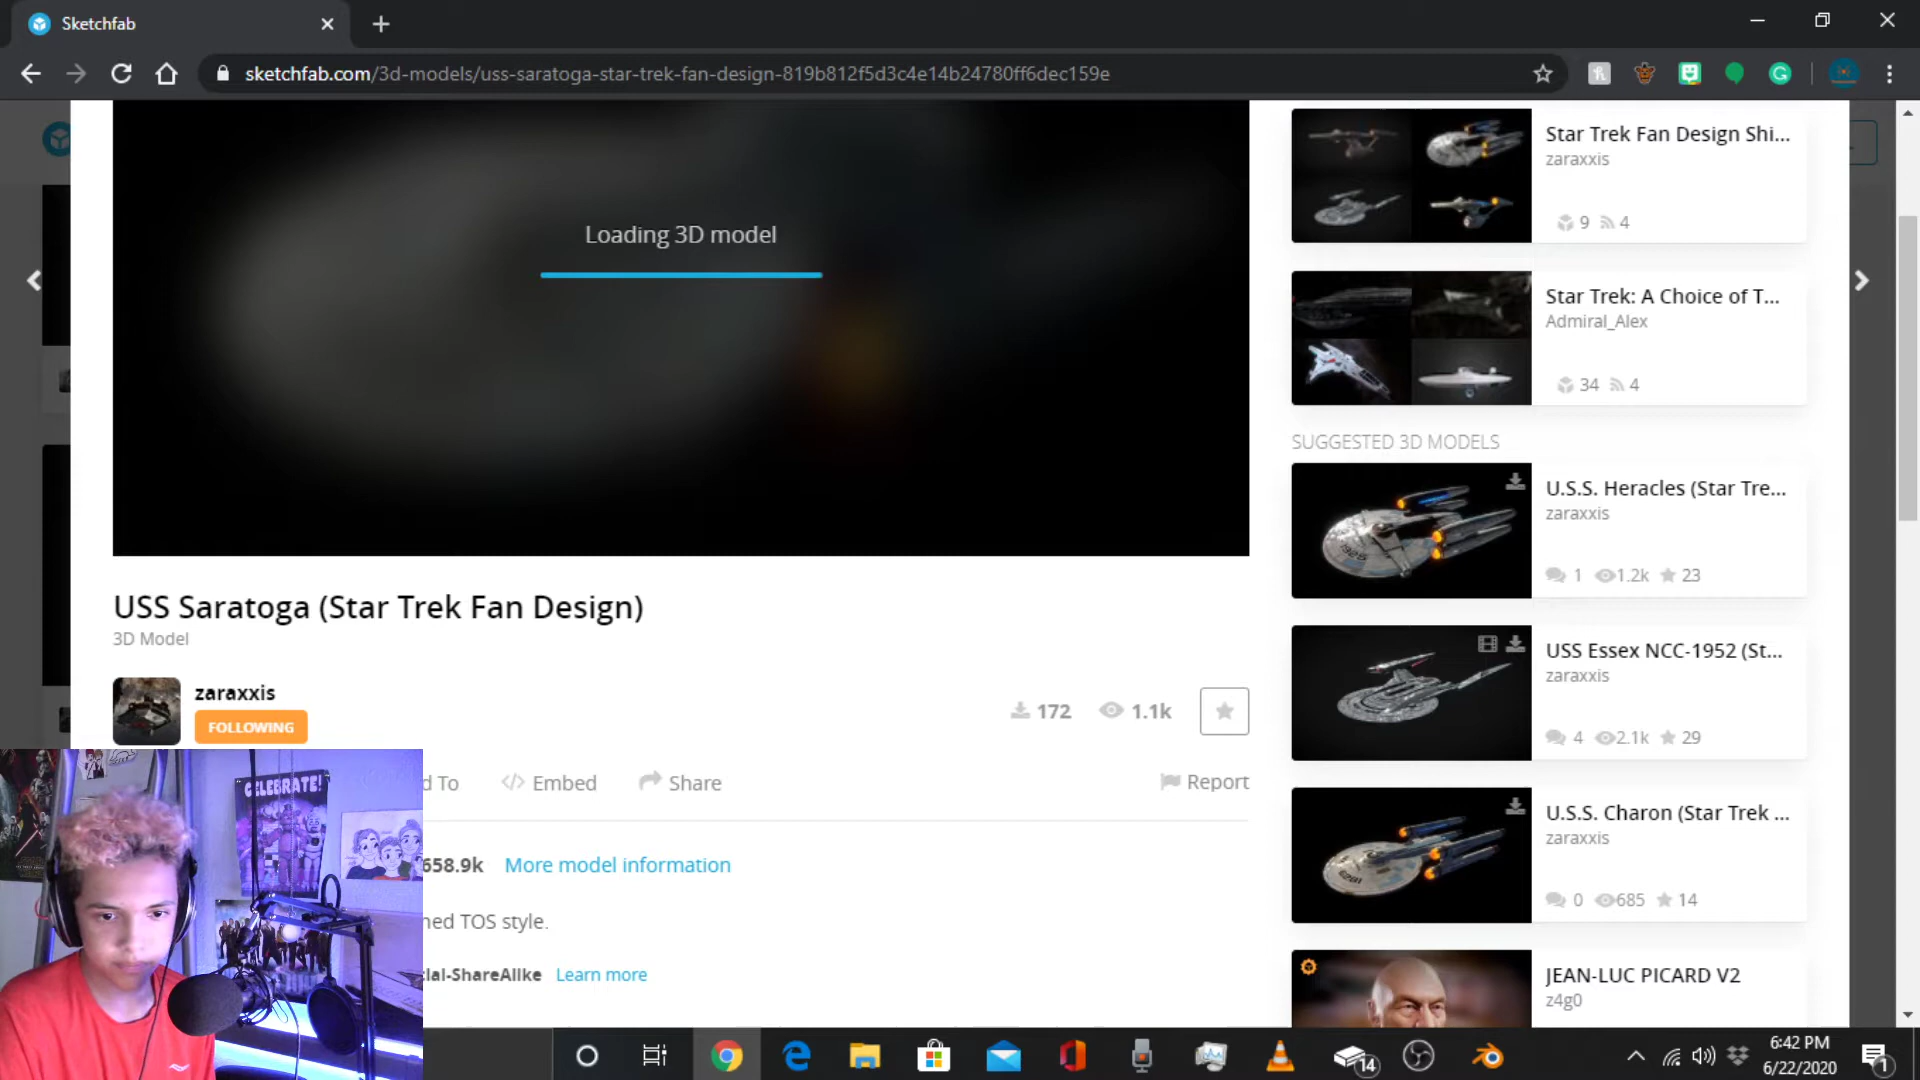 Sketchfab
sketchfab.com/3d-models/uss-saratoga-star-trek-fan-design-819b812f5d3c4e14b24780ff6dec159e
Loading 3D model
USS Saratoga (Star Trek Fan Design)
3D Model
zaraxxis
FOLLOWING
172 1.1k
d To Embed Share Report
658.9k More model information
ned TOS style.
cial-ShareAlike Learn more
CELEBRATE!
Star Trek Fan Design Shi...
zaraxxis
9 4
Star Trek: A Choice of T...
Admiral_Alex
34 4
SUGGESTED 3D MODELS
U.S.S. Heracles (Star Tre...
zaraxxis
1 1.2k 23
USS Essex NCC-1952 (St...
zaraxxis
4 2.1k 29
U.S.S. Charon (Star Trek ...
zaraxxis
0 685 14
JEAN-LUC PICARD V2
z4g0
14
6:42 PM
6/22/2020
1